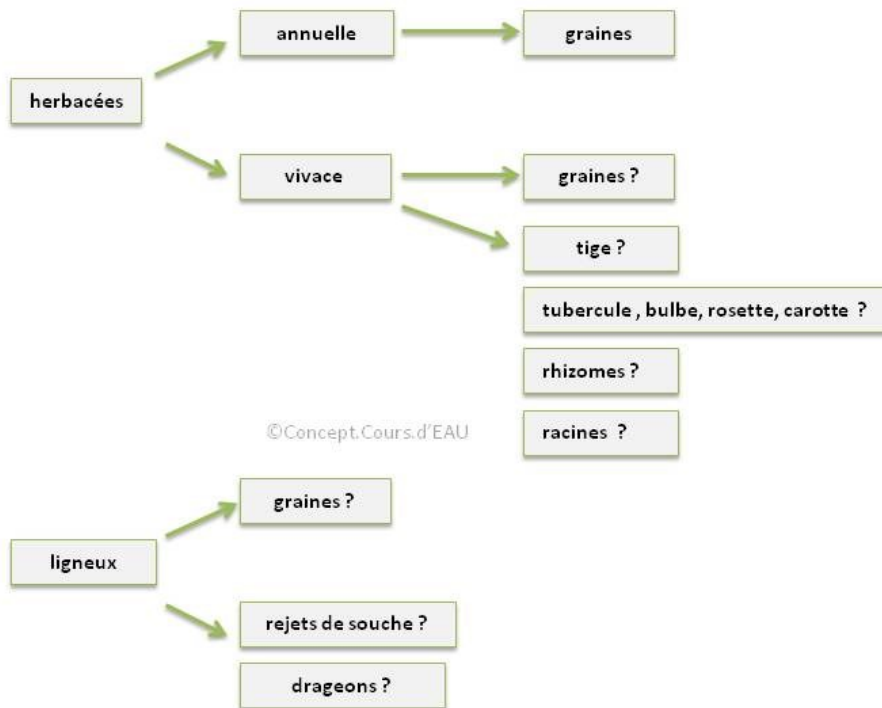 annuelle
graines
herbacées
vivace
graines ?
tige ?
tubercule , bulbe, rosette, carotte ?
rhizomes ?
©Concept.Cours.d'EAU
racines ?
graines ?
ligneux
rejets de souche ?
drageons ?